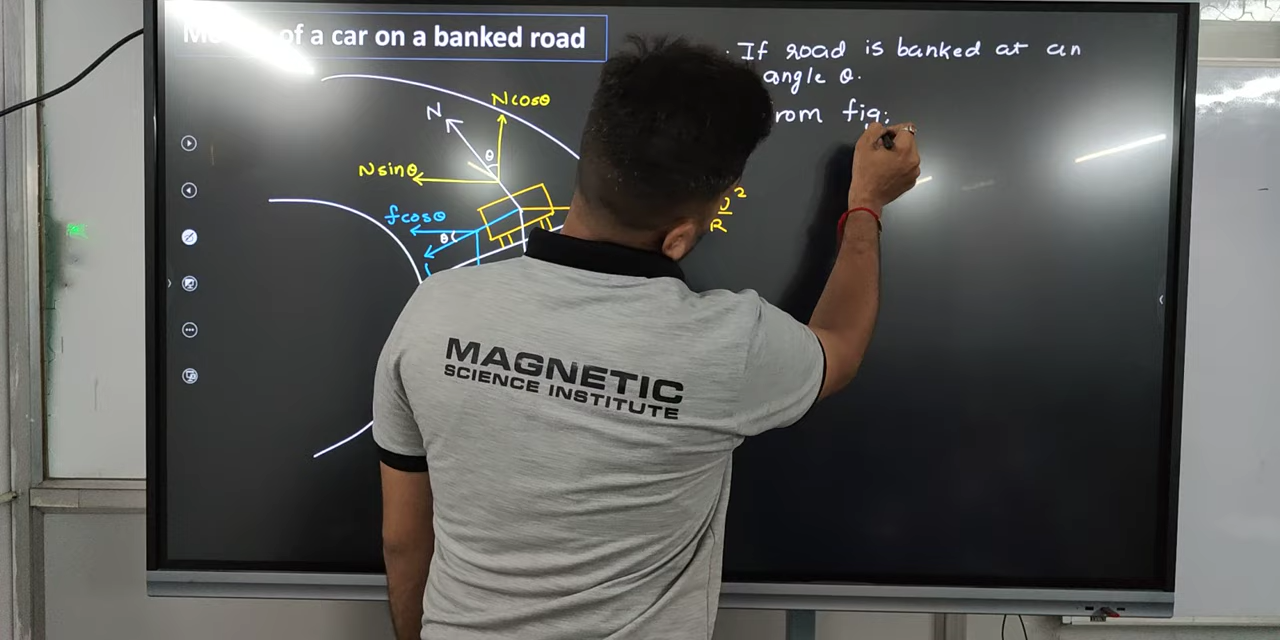 of a car on a banked road
If road is banked at an
angle θ.
fig:
N
Ncosθ
θ
Nsinθ
fcosθ
θ
2
R
MAGNETIC
SCIENCE INSTITUTE